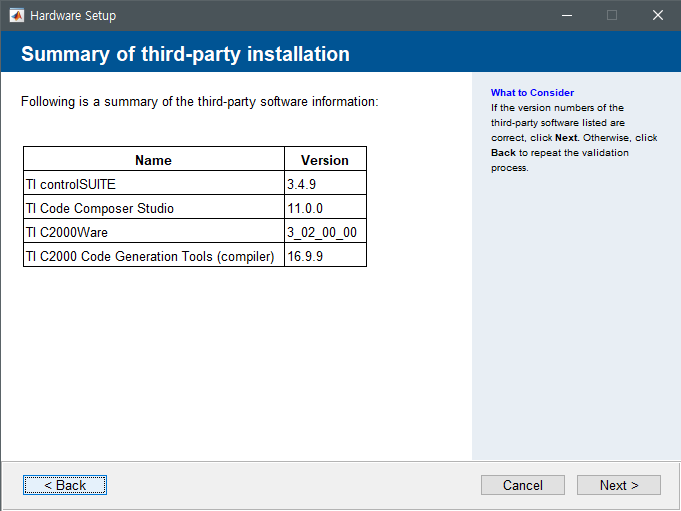 Hardware Setup
Summary of third-party installation
Following is a summary of the third-party software information:
Name Version
TI controlSUITE 3.4.9
TI Code Composer Studio 11.0.0
TI C2000Ware 3_02_00_00
TI C2000 Code Generation Tools (compiler) 16.9.9
What to Consider
If the version numbers of the
third-party software listed are
correct, click Next. Otherwise, click
Back to repeat the validation
process.
< Back Cancel Next >